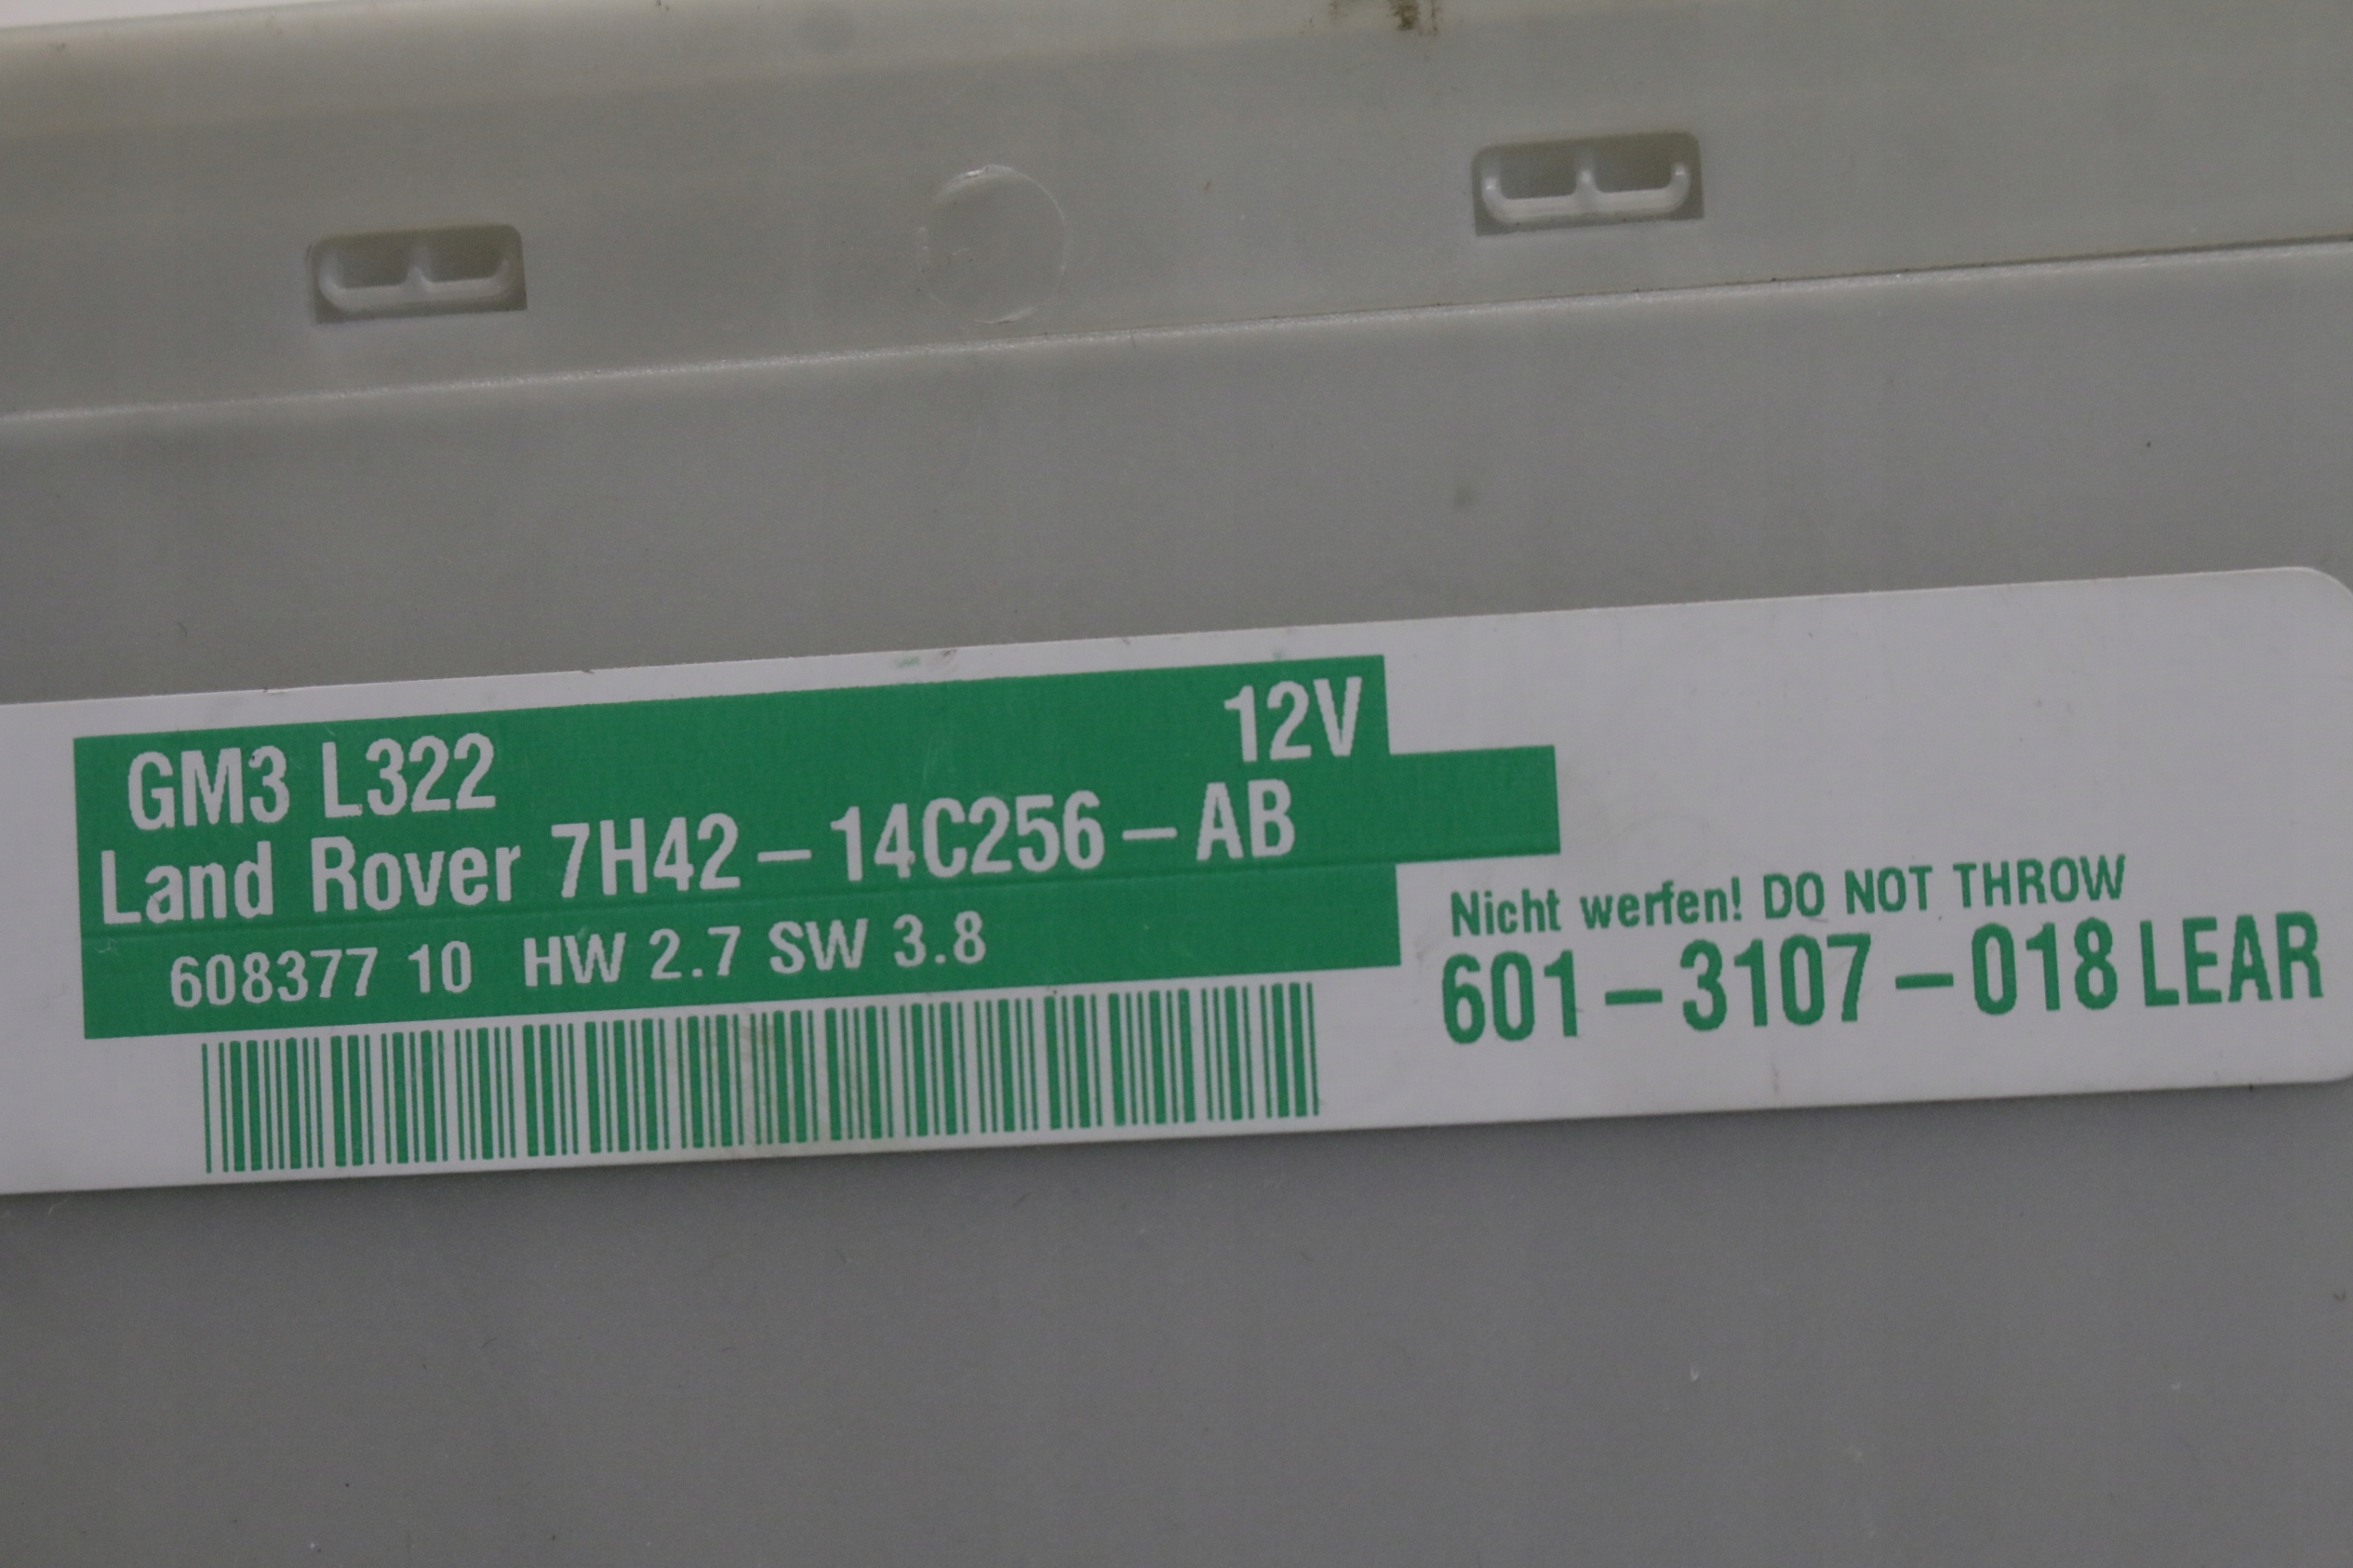 GM3 L322 12V
Land Rover 7H42-14C256-AB
608377 10 HW 2.7 SW 3.8
Nicht werfen! DO NOT THROW
601-3107-018 LEAR